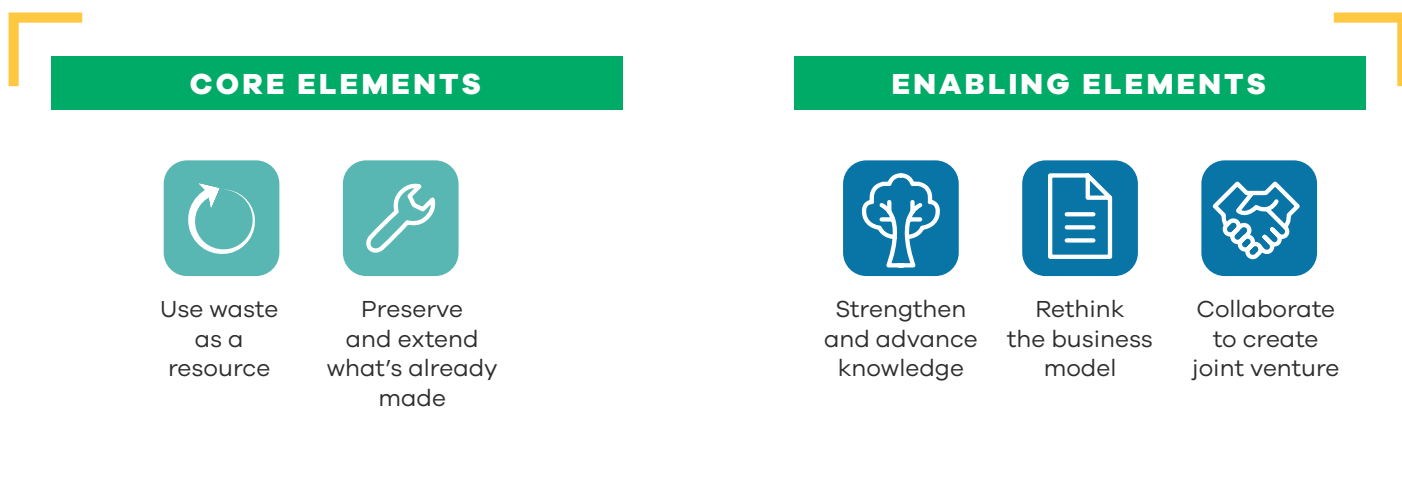 CORE ELEMENTS
Use waste
as a
resource
Preserve
and extend
what's already
made
ENABLING ELEMENTS
Strengthen
and advance
knowledge
Rethink
the business
model
Collaborate
to create
joint venture